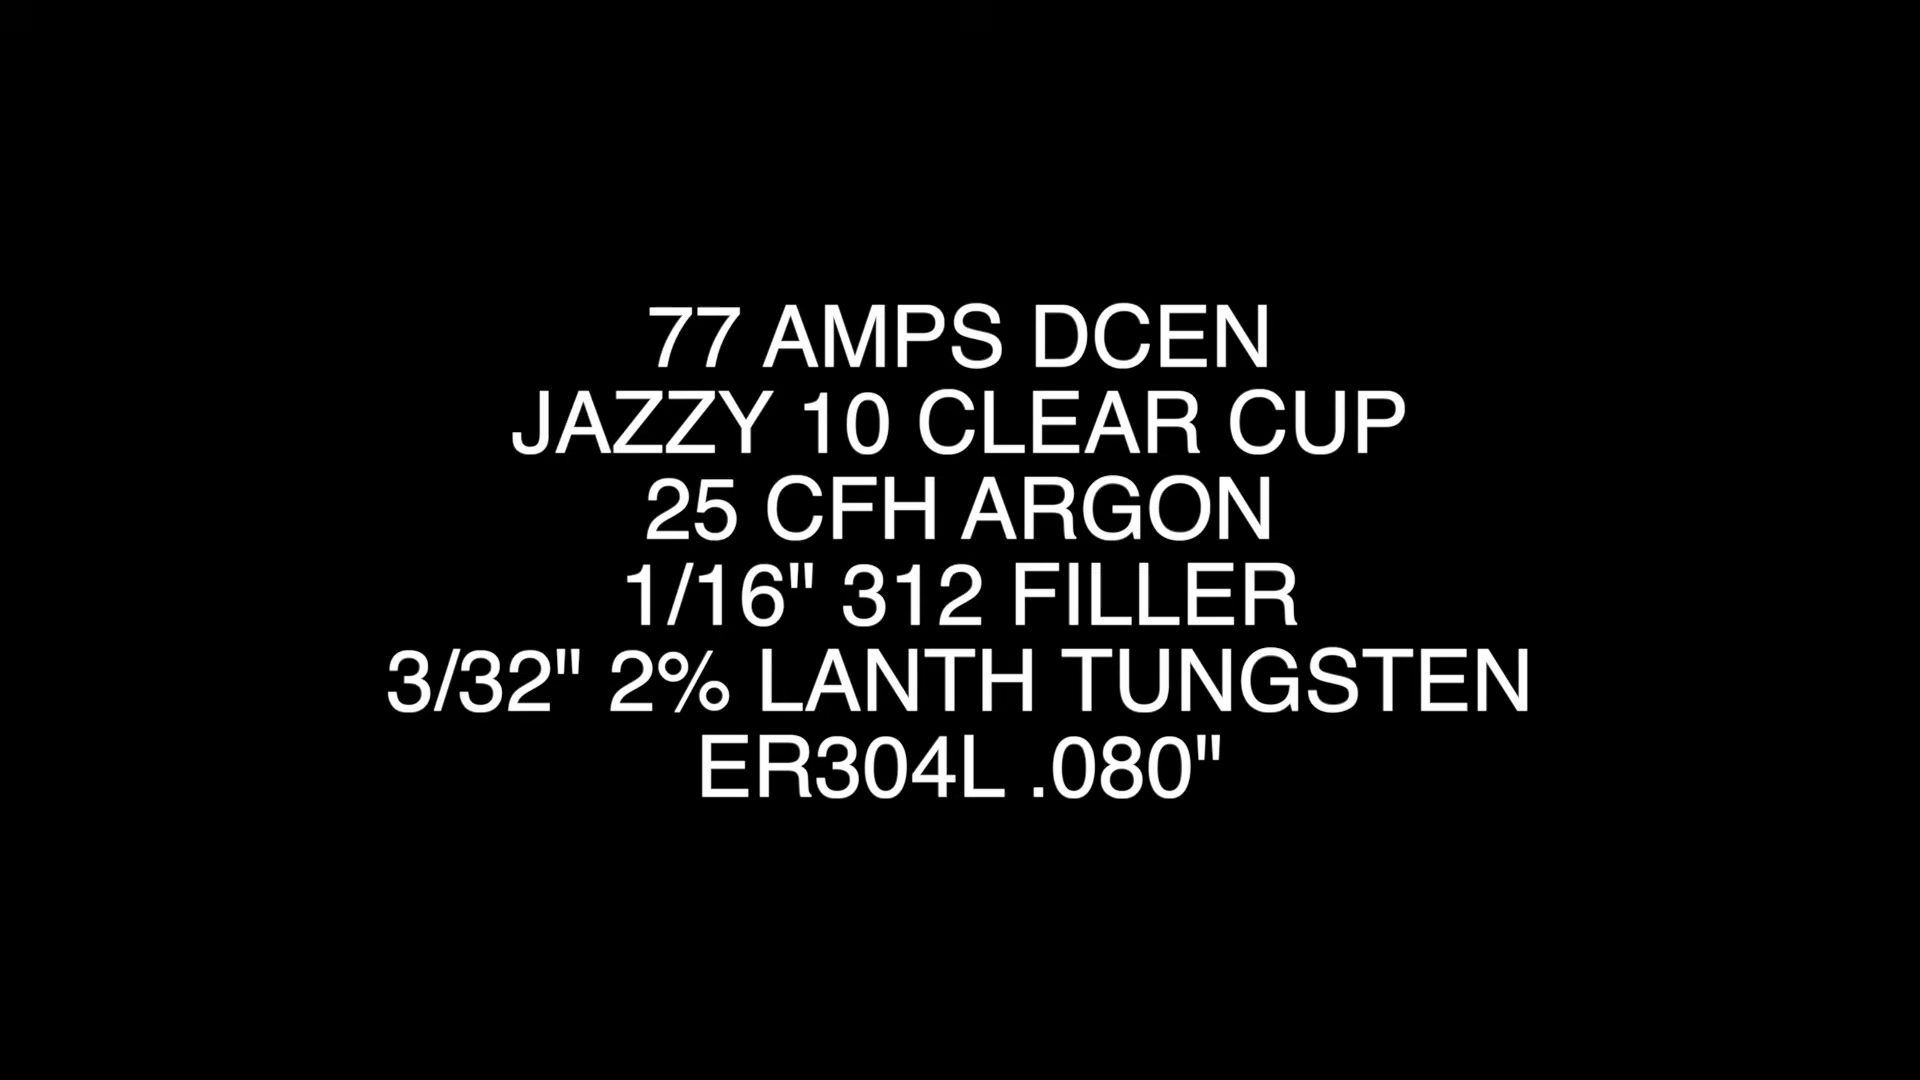 77 AMPS DCEN
JAZZY 10 CLEAR CUP
25 CFH ARGON
1/16" 312 FILLER
3/32" 2% LANTH TUNGSTEN
ER304L .080"